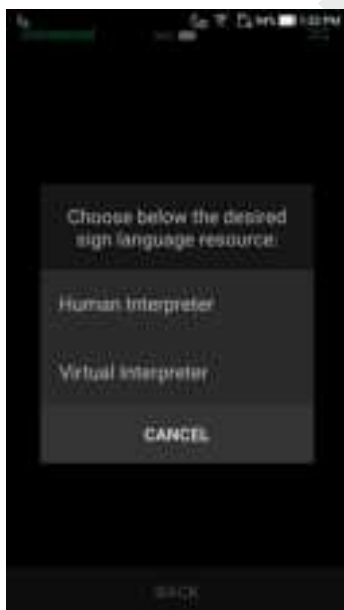 Choose below the desired
sign language resource:
Human Interpreter
Virtual Interpreter
CANCEL
BACK